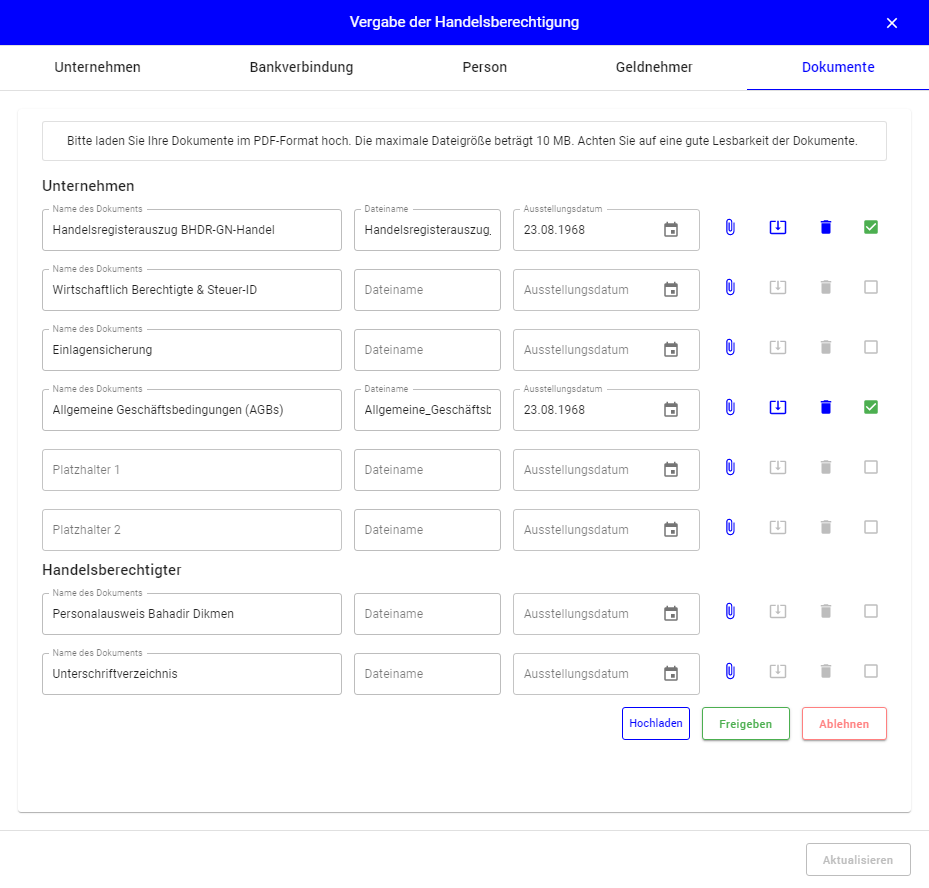 Vergabe der Handelsberechtigung
Unternehmen Bankverbindung Person Geldnehmer Dokumente
Bitte laden Sie Ihre Dokumente im PDF-Format hoch. Die maximale Dateigröße beträgt 10 MB. Achten Sie auf eine gute Lesbarkeit der Dokumente.
Unternehmen
Name des Dokuments Dateiname Ausstellungsdatum
Handelsregisterauszug BHDR-GN-Handel Handelsregisterauszug_ 23.08.1968
Name des Dokuments
Wirtschaftlich Berechtigte & Steuer-ID Dateiname Ausstellungsdatum
Name des Dokuments
Einlagensicherung Dateiname Ausstellungsdatum
Name des Dokuments Dateiname Ausstellungsdatum
Allgemeine Geschäftsbedingungen (AGBs) Allgemeine_Geschäftsb 23.08.1968
Platzhalter 1 Dateiname Ausstellungsdatum
Platzhalter 2 Dateiname Ausstellungsdatum
Handelsberechtigter
Name des Dokuments
Personalausweis Bahadir Dikmen Dateiname Ausstellungsdatum
Name des Dokuments
Unterschriftverzeichnis Dateiname Ausstellungsdatum
Hochladen Freigeben Ablehnen
Aktualisieren